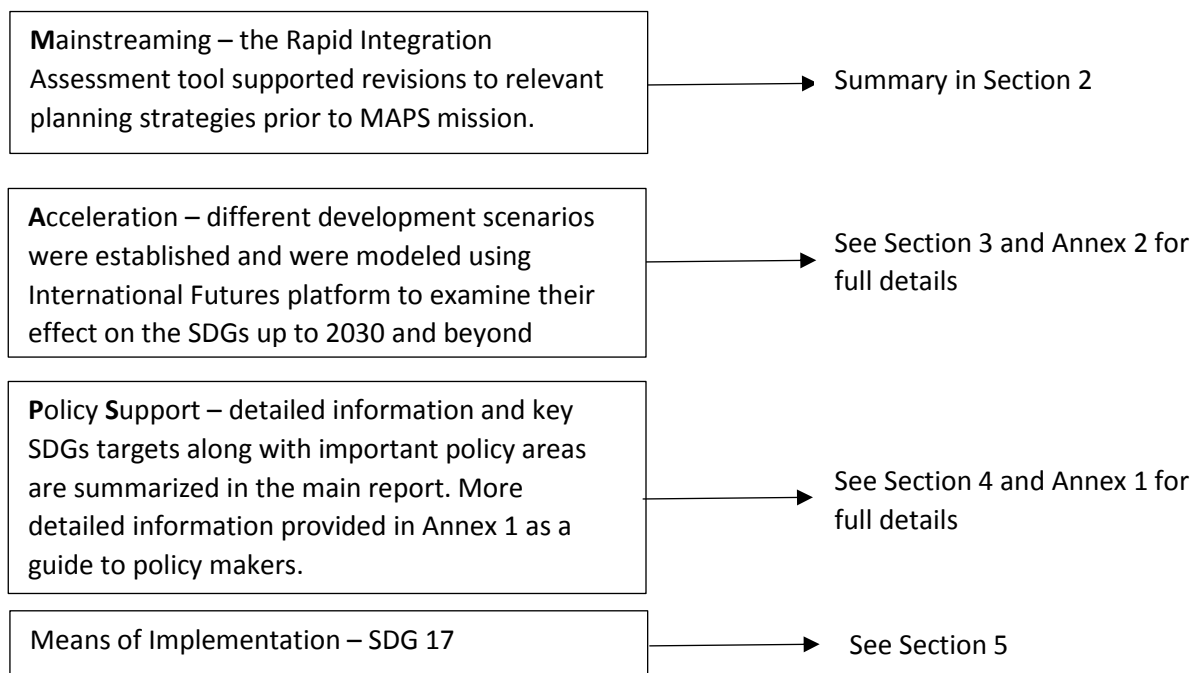 Mainstreaming – the Rapid Integration
Assessment tool supported revisions to relevant
planning strategies prior to MAPS mission.
Summary in Section 2
Acceleration – different development scenarios
were established and were modeled using
International Futures platform to examine their
effect on the SDGs up to 2030 and beyond
See Section 3 and Annex 2 for
full details
Policy Support – detailed information and key
SDGs targets along with important policy areas
are summarized in the main report. More
detailed information provided in Annex 1 as a
guide to policy makers.
See Section 4 and Annex 1 for
full details
Means of Implementation – SDG 17
See Section 5